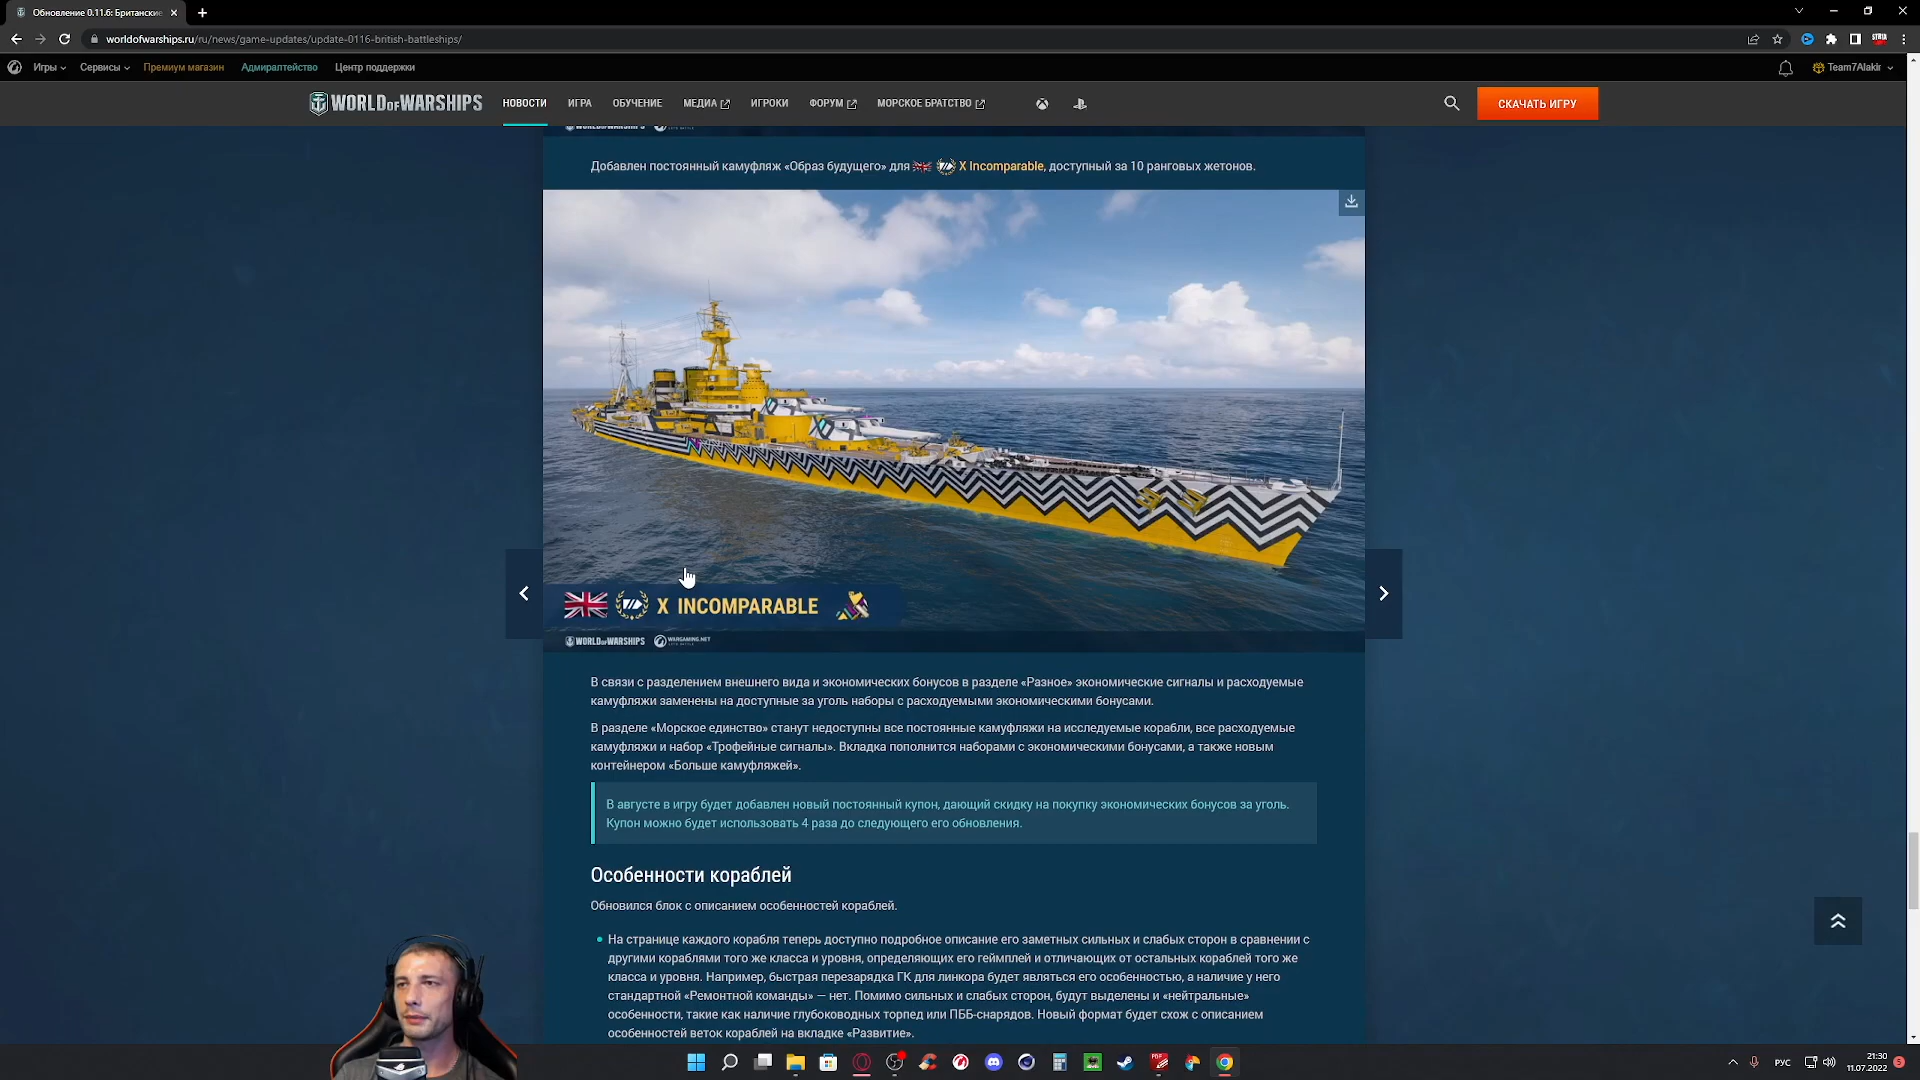 Обновление 0.11.6: Британские
worldofwarships.ru/ru/news/game-updates/update-0116-british-battleships/
Игры Сервисы Премиум магазин Адмиралтейство Центр поддержки Team7Alakir
WORLD OF WARSHIPS НОВОСТИ ИГРА ОБУЧЕНИЕ МЕДИА ИГРОКИ ФОРУМ МОРСКОЕ БРАТСТВО СКАЧАТЬ ИГРУ
Добавлен постоянный камуфляж «Образ будущего» для X Incomparable, доступный за 10 ранговых жетонов.
X INCOMPARABLE
WORLD OF WARSHIPS WARGAMING.NET
В связи с разделением внешнего вида и экономических бонусов в разделе «Разное» экономические сигналы и расходуемые
камуфляжи заменены на доступные за уголь наборы с расходуемыми экономическими бонусами.
В разделе «Морское единство» станут недоступны все постоянные камуфляжи на исследуемые корабли, все расходуемые
камуфляжи и набор «Трофейные сигналы». Вкладка пополнится наборами с экономическими бонусами, а также новым
контейнером «Больше камуфляжей».
В августе в игру будет добавлен новый постоянный купон, дающий скидку на покупку экономических бонусов за уголь.
Купон можно будет использовать 4 раза до следующего его обновления.
Особенности кораблей
Обновился блок с описанием особенностей кораблей.
На странице каждого корабля теперь доступно подробное описание его заметных сильных и слабых сторон в сравнении с
другими кораблями того же класса и уровня, определяющих его геймплей и отличающих от остальных кораблей того же
класса и уровня. Например, быстрая перезарядка ГК для линкора будет являться его особенностью, а наличие у него
стандартной «Ремонтной команды» — нет. Помимо сильных и слабых сторон, будут выделены и «нейтральные»
особенности, такие как наличие глубоководных торпед или ПББ-снарядов. Новый формат будет схож с описанием
особенностей веток кораблей на вкладке «Развитие».
РУС
21:30
11.07.2022
5